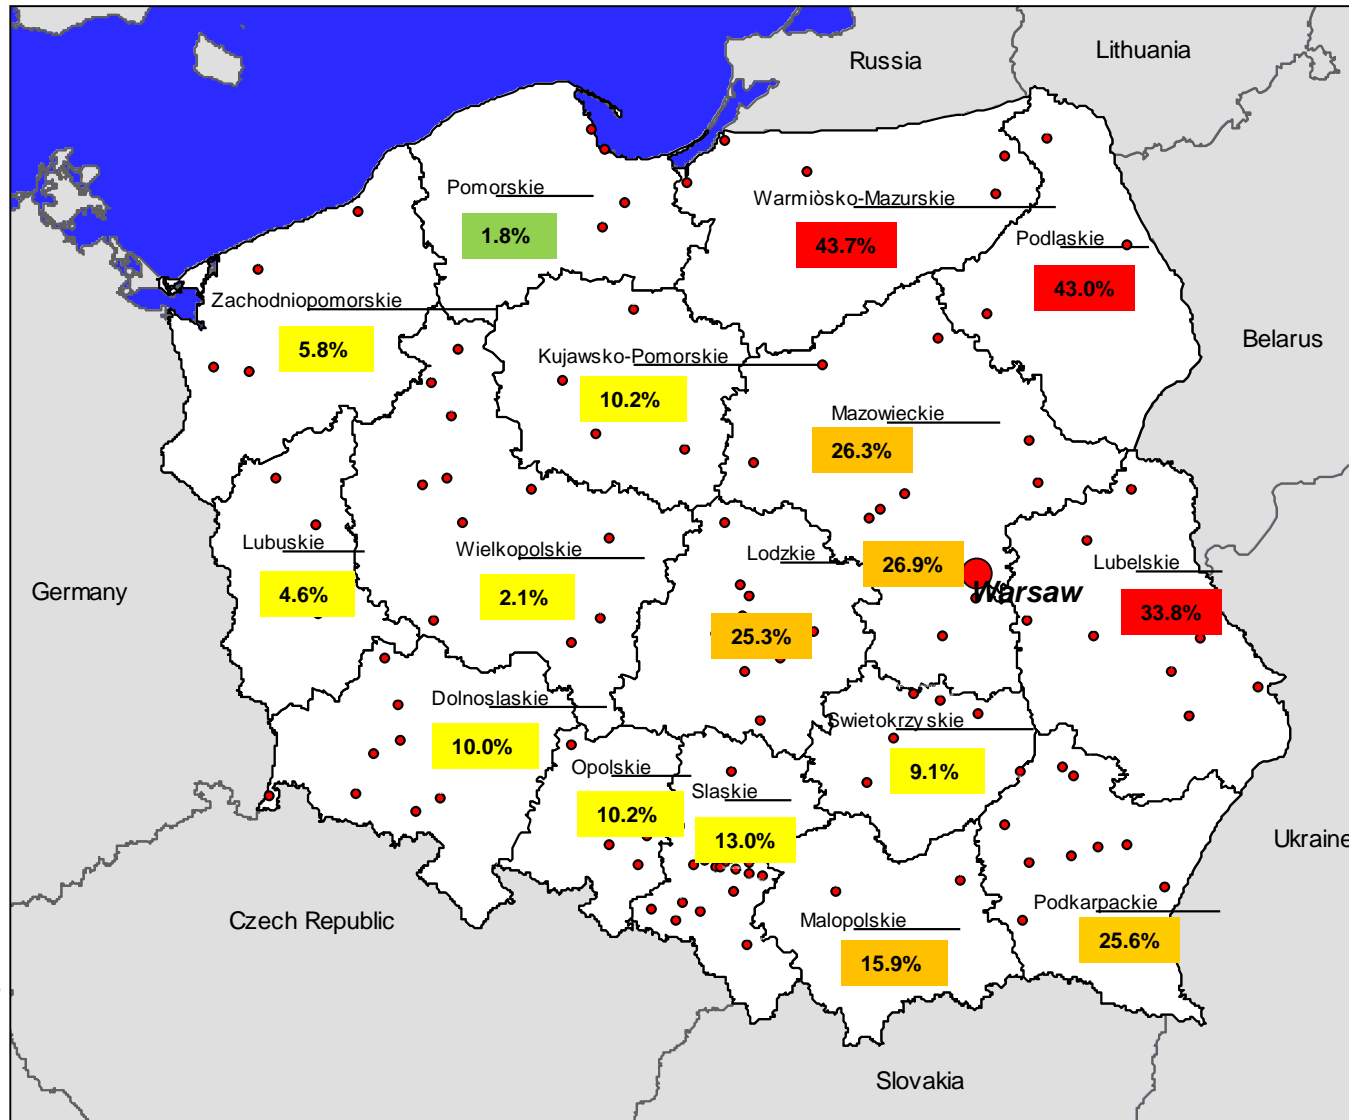 Lithuania
Russia
Pomorskie
Warmiòsko-Mazurskie
1.8%
43.7%
Podlaskie
43.0%
Zachodniopomorskie
5.8%
Kujawsko-Pomorskie
10.2%
Belarus
Mazowieckie
26.3%
Lubuskie
4.6%
Wielkopolskie
2.1%
Lodzkie
25.3%
26.9%
Warsaw
Lubelskie
33.8%
Germany
Dolnoslaskie
10.0%
Swietokrzyskie
9.1%
Opolskie
10.2%
Slaskie
13.0%
Ukraine
Czech Republic
Malopolskie
15.9%
Podkarpackie
25.6%
Slovakia